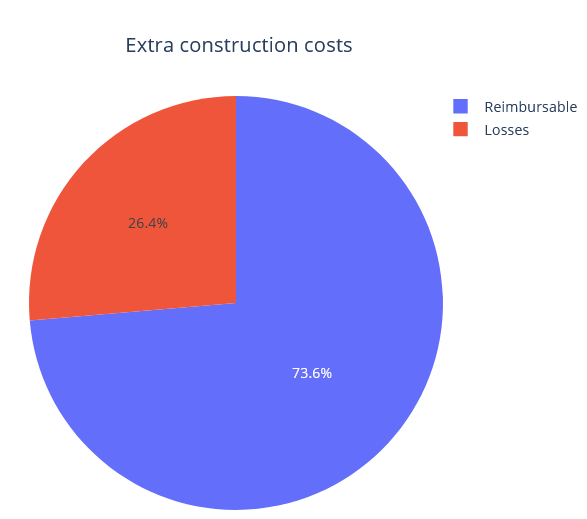 Extra construction costs
Reimbursable
Losses
26.4%
73.6%